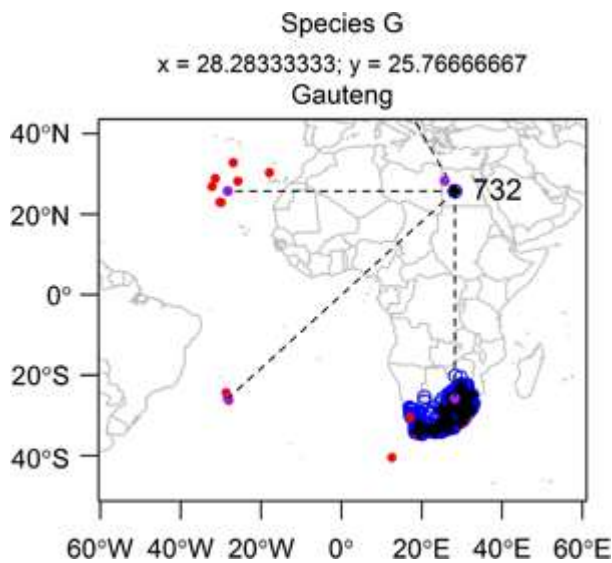 Species G
x = 28.28333333; y = 25.76666667
Gauteng
40°N
732
20°N
0°
20°S
40°S
60°W 40°W 20°W 0° 20°E 40°E 60°E